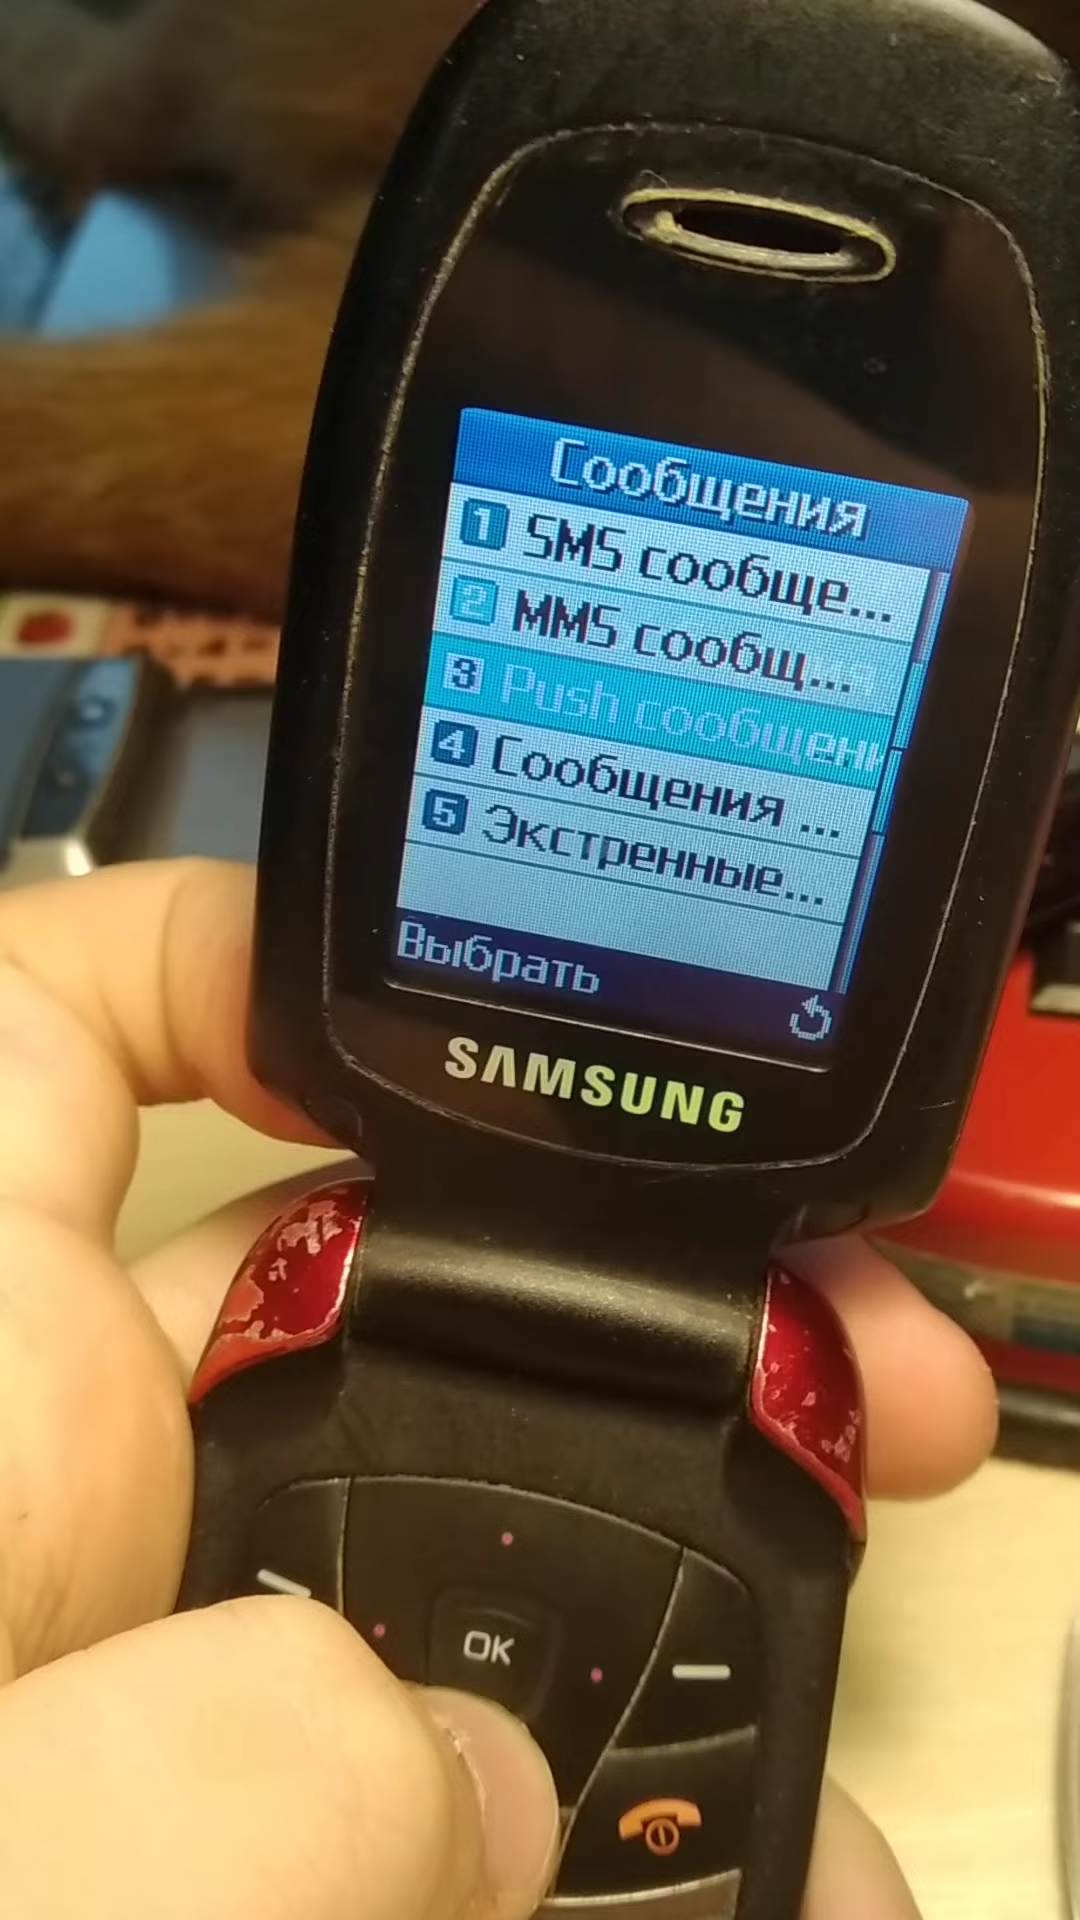 Сообщения
1 SMS сообще...
2 MMS сообщ...
3 Push сообщени
4 Сообщения ...
5 Экстренные...
Выбрать
SAMSUNG
OK